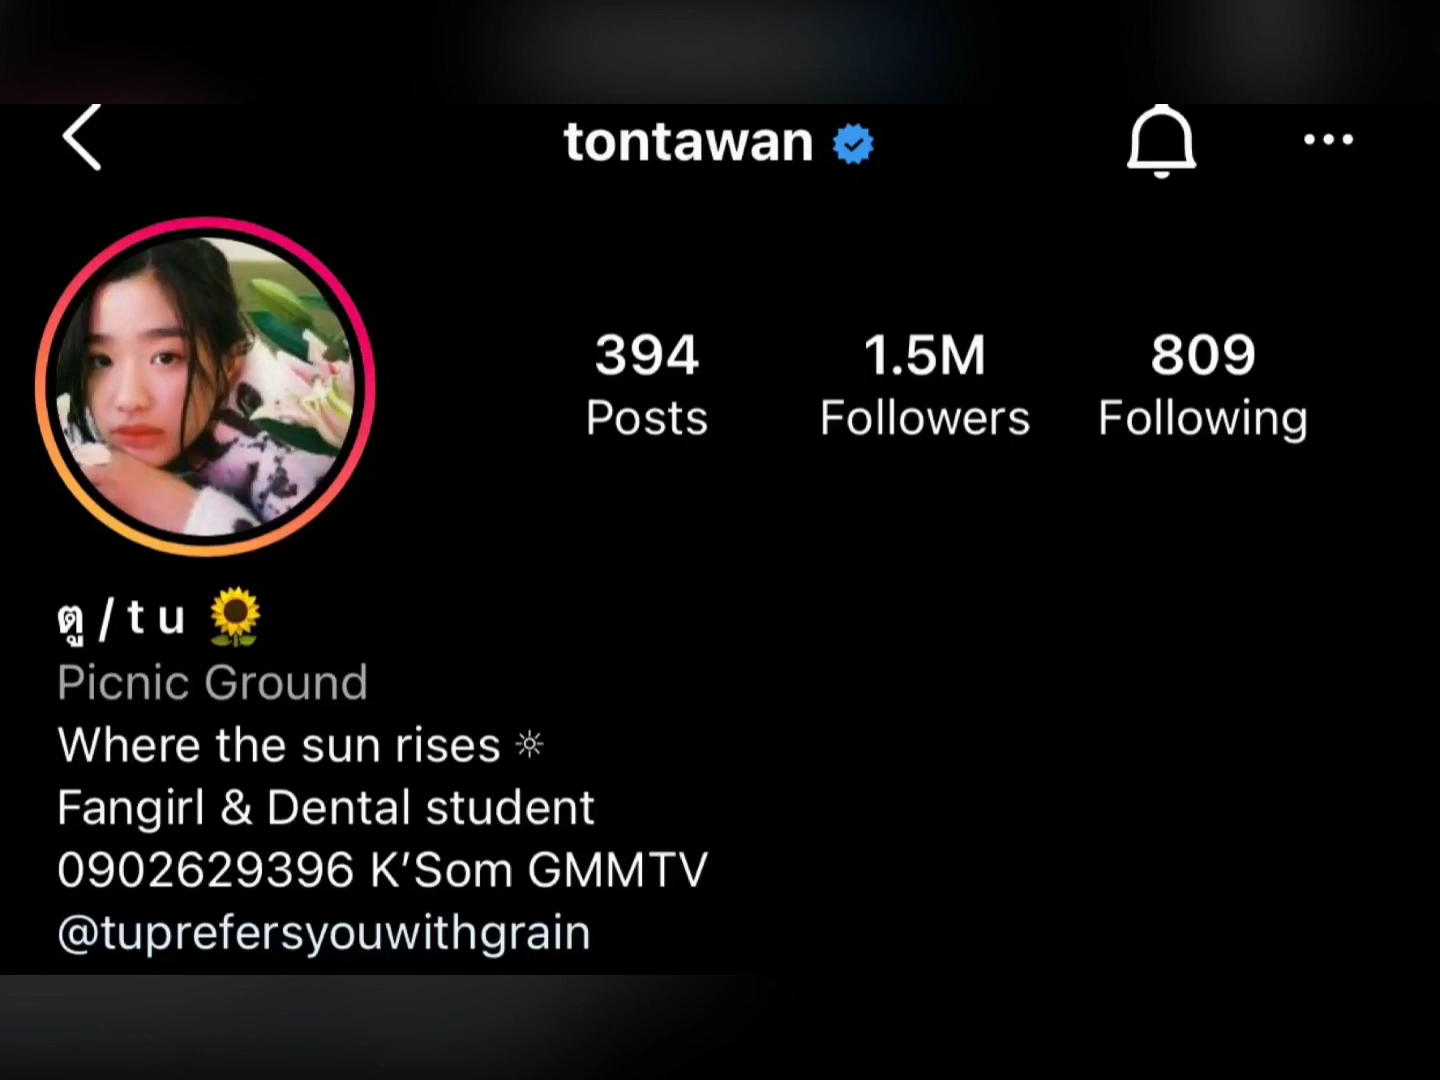 tontawan
394 1.5M 809
Posts Followers Following
ตู / t u 🌻
Picnic Ground
Where the sun rises ☼
Fangirl & Dental student
0902629396 K’Som GMMTV
@tuprefersyouwithgrain